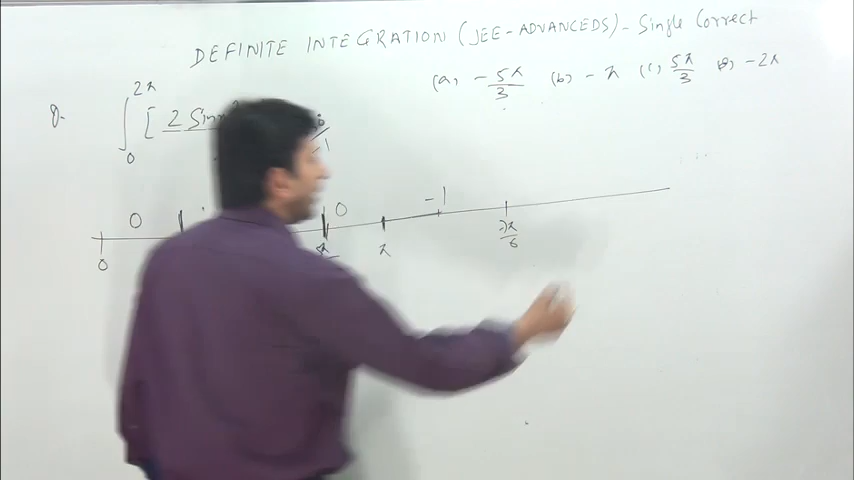 DEFINITE INTEGRATION (JEE-ADVANCEDS) - Single Correct
(a) - 5π/3 (b) - π (c) 5π/3 (d) - 2π
Q. ∫ 0 2π [ 2 Sin
-1
0 0 -1
0 π 7π/6